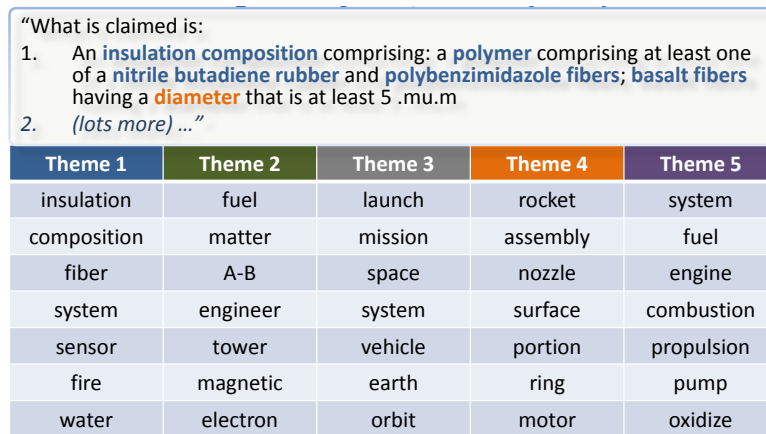 “What is claimed is:
1. An insulation composition comprising: a polymer comprising at least one
of a nitrile butadiene rubber and polybenzimidazole fibers; basalt fibers
having a diameter that is at least 5 .mu.m
2. (lots more) …”
Theme 1 Theme 2 Theme 3 Theme 4 Theme 5
insulation fuel launch rocket system
composition matter mission assembly fuel
fiber A-B space nozzle engine
system engineer system surface combustion
sensor tower vehicle portion propulsion
fire magnetic earth ring pump
water electron orbit motor oxidize